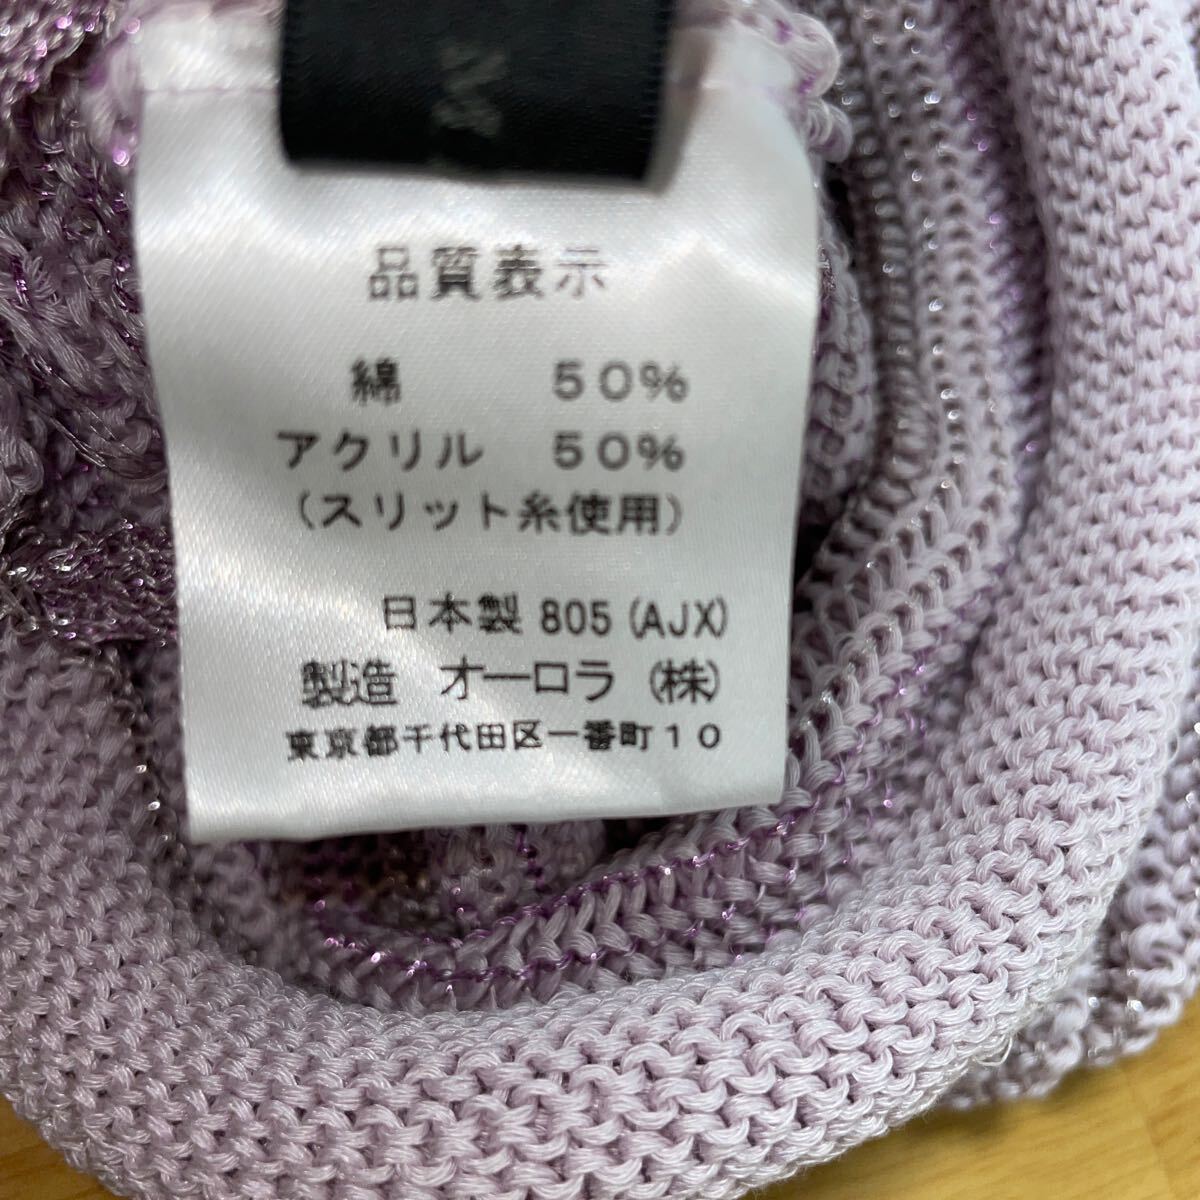 品質表示
綿 50%
アクリル 50%
(スリット糸使用)
日本製 805 (AJX)
製造 オーロラ (株)
東京都千代田区一番町10